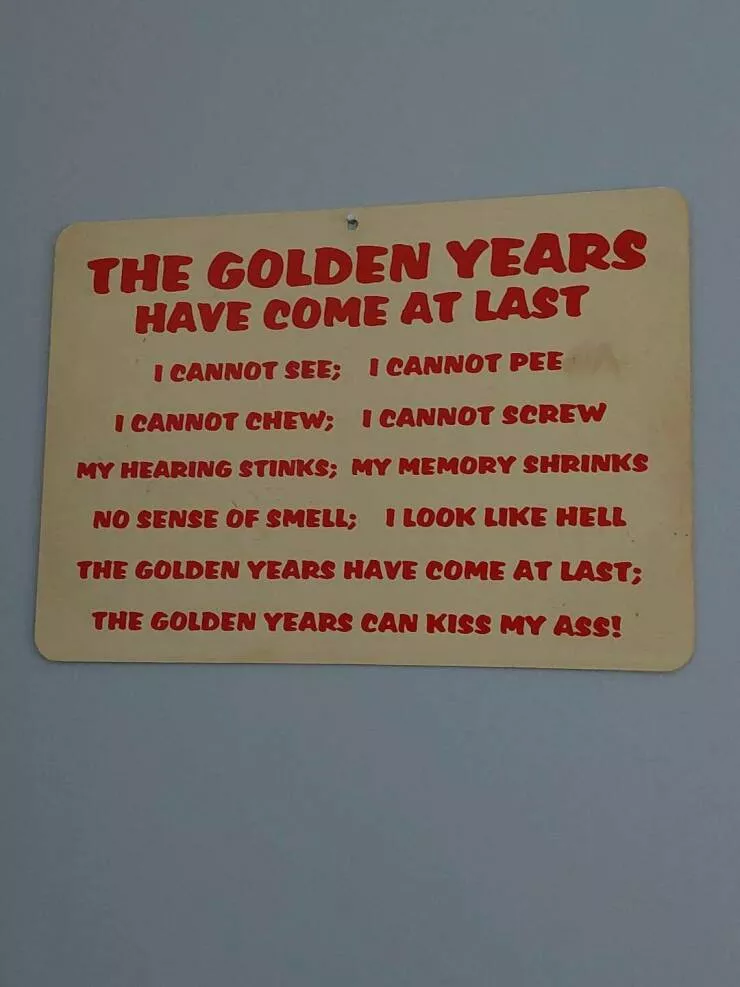 THE GOLDEN YEARS
HAVE COME AT LAST
I CANNOT SEE; I CANNOT PEE
I CANNOT CHEW; I CANNOT SCREW
MY HEARING STINKS; MY MEMORY SHRINKS
NO SENSE OF SMELL; I LOOK LIKE HELL
THE GOLDEN YEARS HAVE COME AT LAST;
THE GOLDEN YEARS CAN KISS MY ASS!